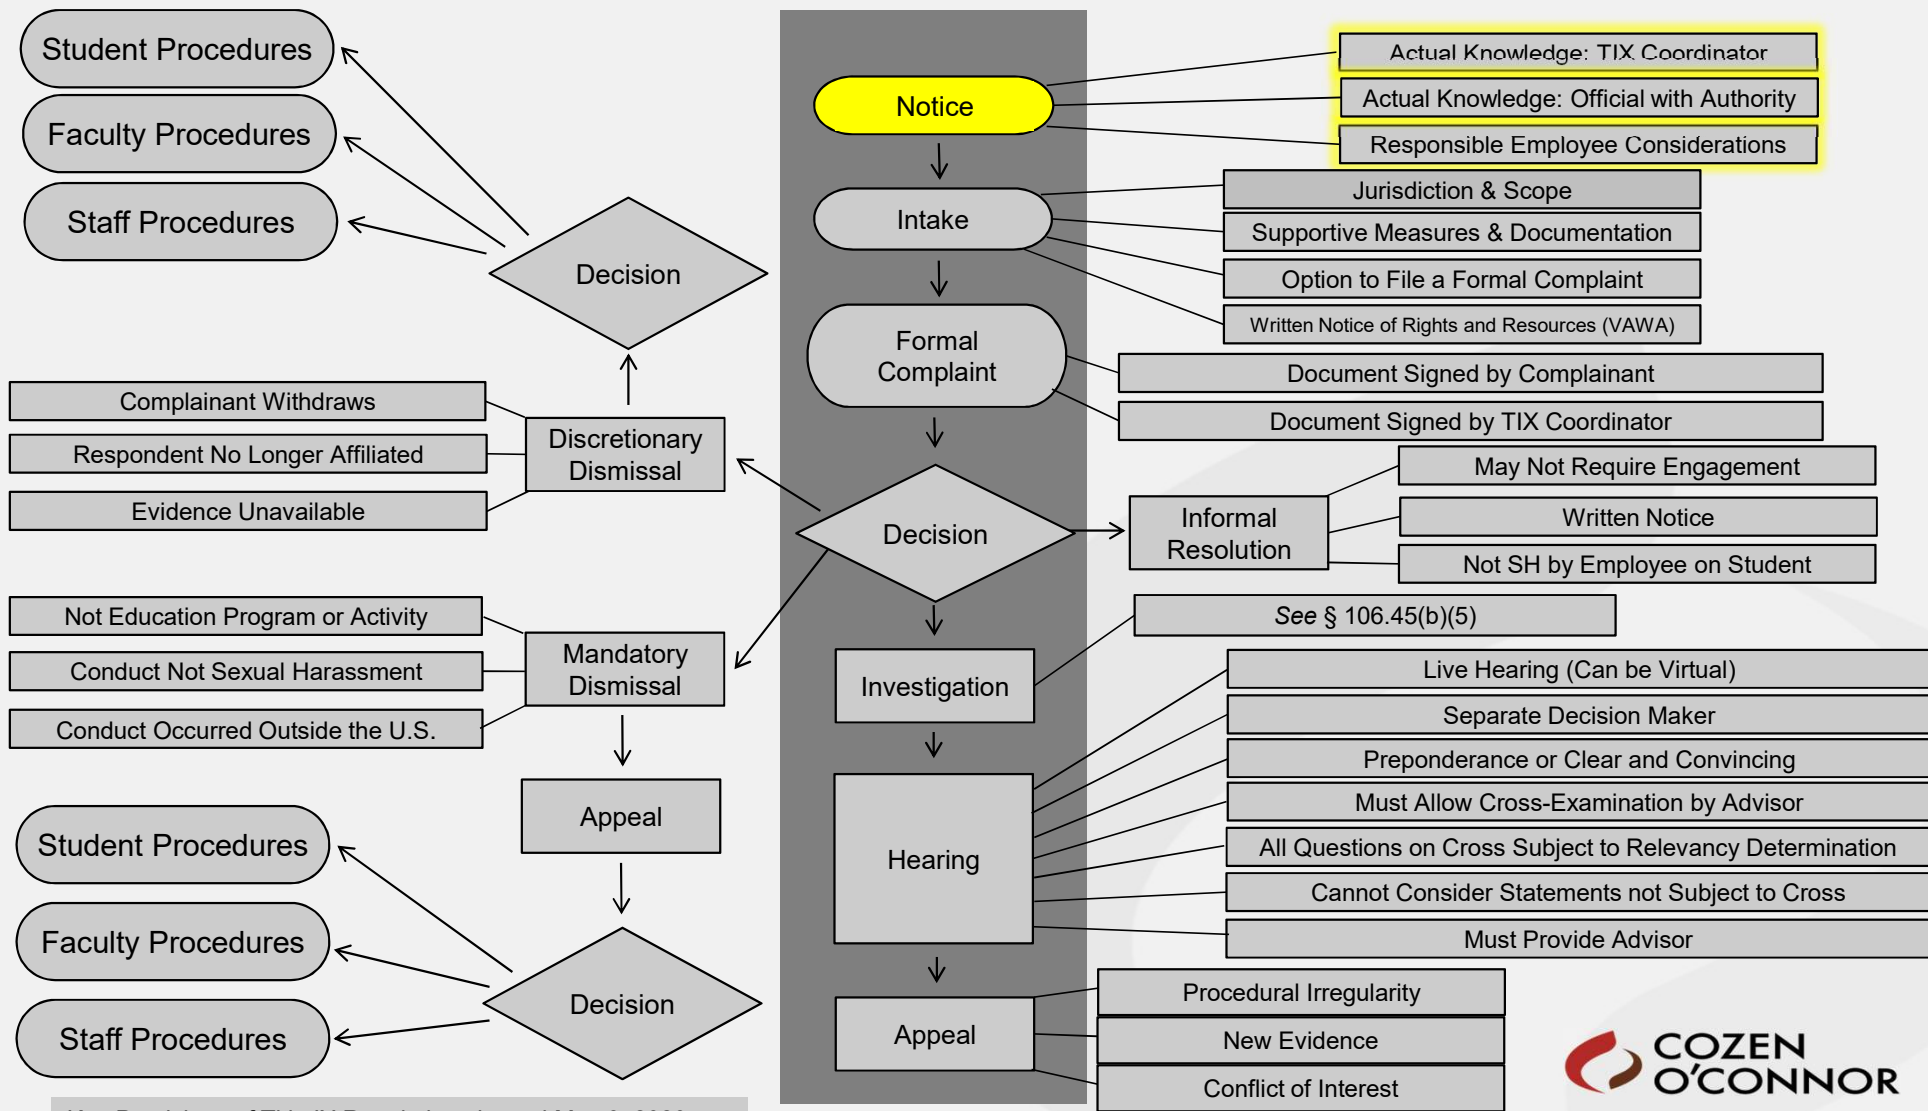 Student Procedures
Faculty Procedures
Staff Procedures
Decision
Complainant Withdraws
Respondent No Longer Affiliated
Evidence Unavailable
Discretionary
Dismissal
Not Education Program or Activity
Conduct Not Sexual Harassment
Conduct Occurred Outside the U.S.
Mandatory
Dismissal
Appeal
Student Procedures
Faculty Procedures
Staff Procedures
Decision
Notice
Actual Knowledge: TIX Coordinator
Actual Knowledge: Official with Authority
Responsible Employee Considerations
Intake
Jurisdiction & Scope
Supportive Measures & Documentation
Option to File a Formal Complaint
Written Notice of Rights and Resources (VAWA)
Formal
Complaint
Document Signed by Complainant
Document Signed by TIX Coordinator
Decision
Informal
Resolution
May Not Require Engagement
Written Notice
Not SH by Employee on Student
Investigation
See § 106.45(b)(5)
Hearing
Live Hearing (Can be Virtual)
Separate Decision Maker
Preponderance or Clear and Convincing
Must Allow Cross-Examination by Advisor
All Questions on Cross Subject to Relevancy Determination
Cannot Consider Statements not Subject to Cross
Must Provide Advisor
Appeal
Procedural Irregularity
New Evidence
Conflict of Interest
COZEN
O'CONNOR